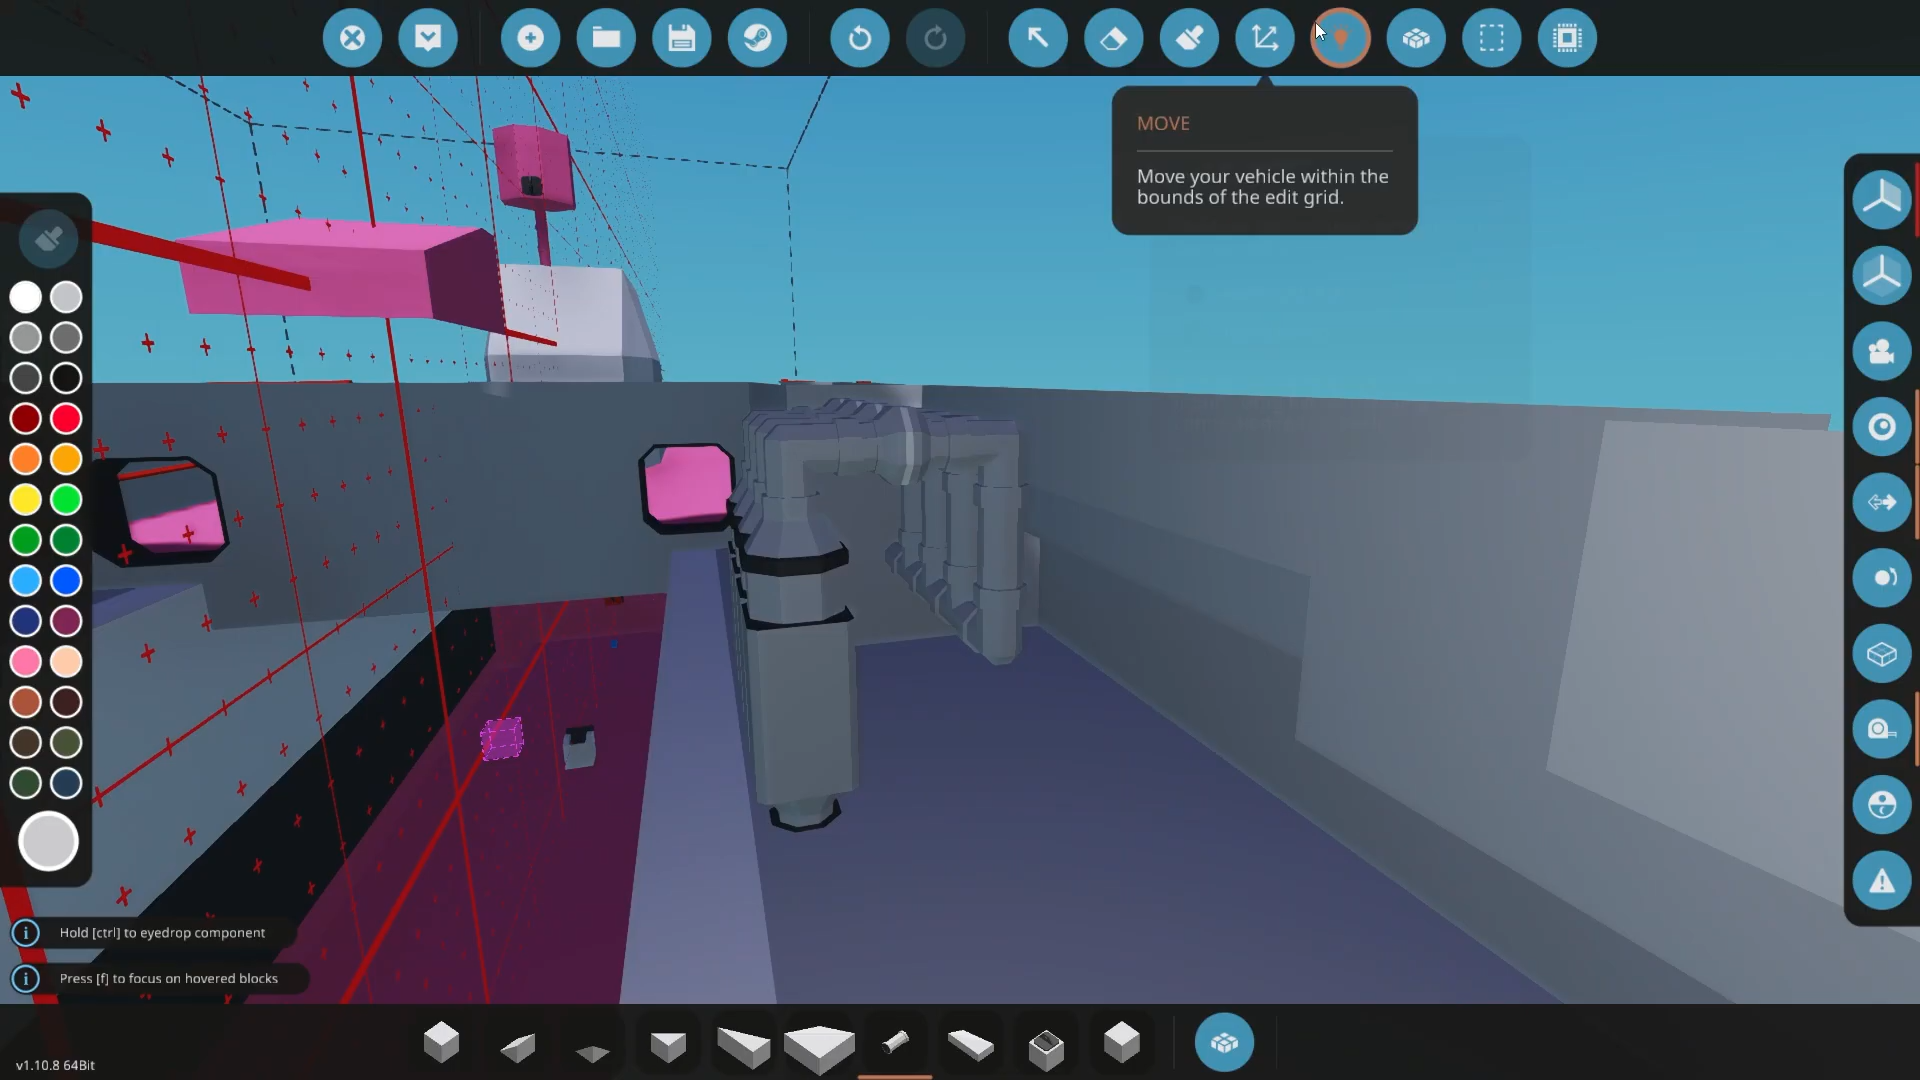 MOVE
Move your vehicle within the
bounds of the edit grid.
Hold [ctrl] to eyedrop component
Press [f] to focus on hovered blocks
v1.10.8 64Bit